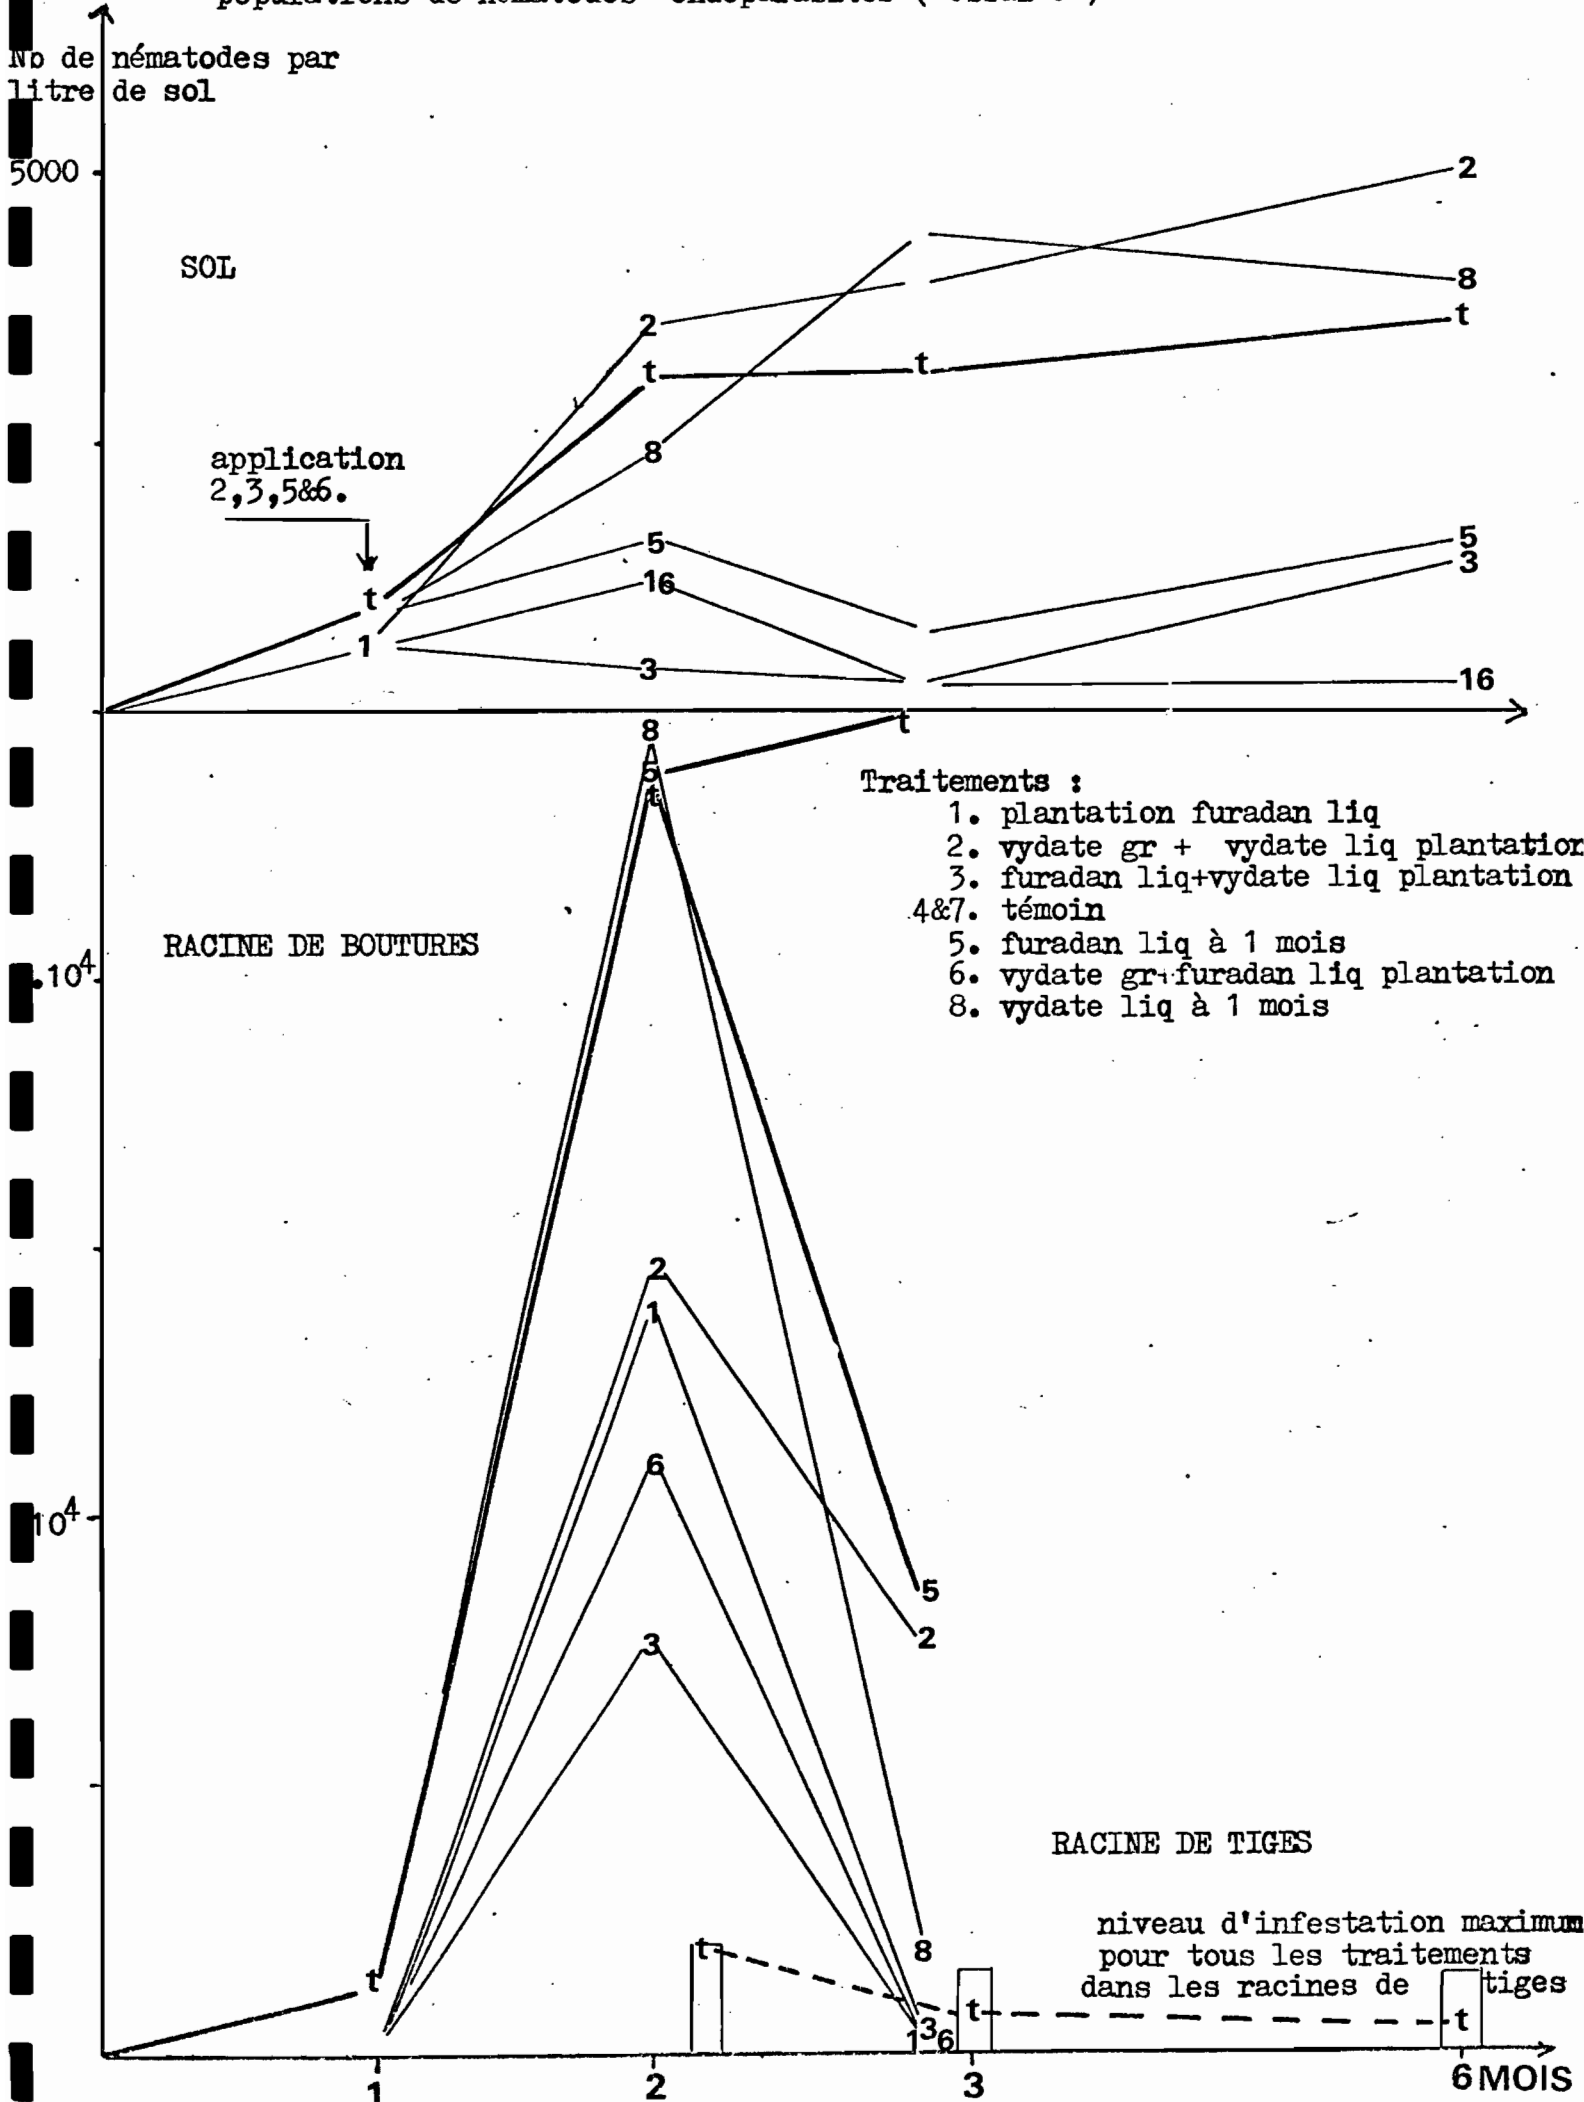 Nb de nématodes par
litre de sol
5000
SOL
2
8
t
2
t
t
8
application
2,3,5&6.
5
16
3
t
1
5
3
16
8
5
t
t
Traitements :
1. plantation furadan liq
2. vydate gr + vydate liq plantation
3. furadan liq+vydate liq plantation
4&7. témoin
5. furadan liq à 1 mois
6. vydate gr+furadan liq plantation
8. vydate liq à 1 mois
RACINE DE BOUTURES
.10⁴
2
1
6
10⁴
5
2
3
RACINE DE TIGES
niveau d'infestation maximum
pour tous les traitements
dans les racines de tiges
t
t
8
t
t
1 3 6
1
2
3
6 MOIS